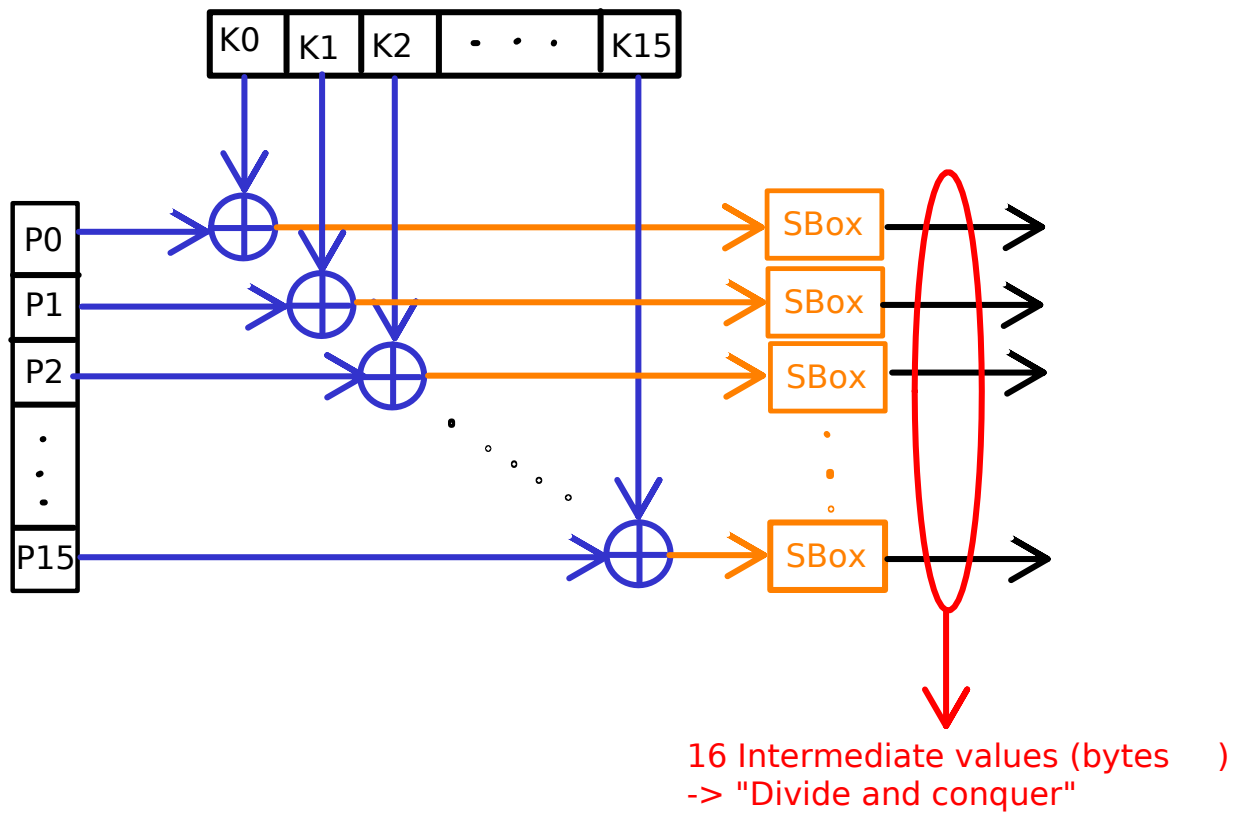 K0 K1 K2 . . . K15
P0
P1
P2
P15
SBox
SBox
SBox
SBox
16 Intermediate values (bytes )
-> "Divide and conquer"